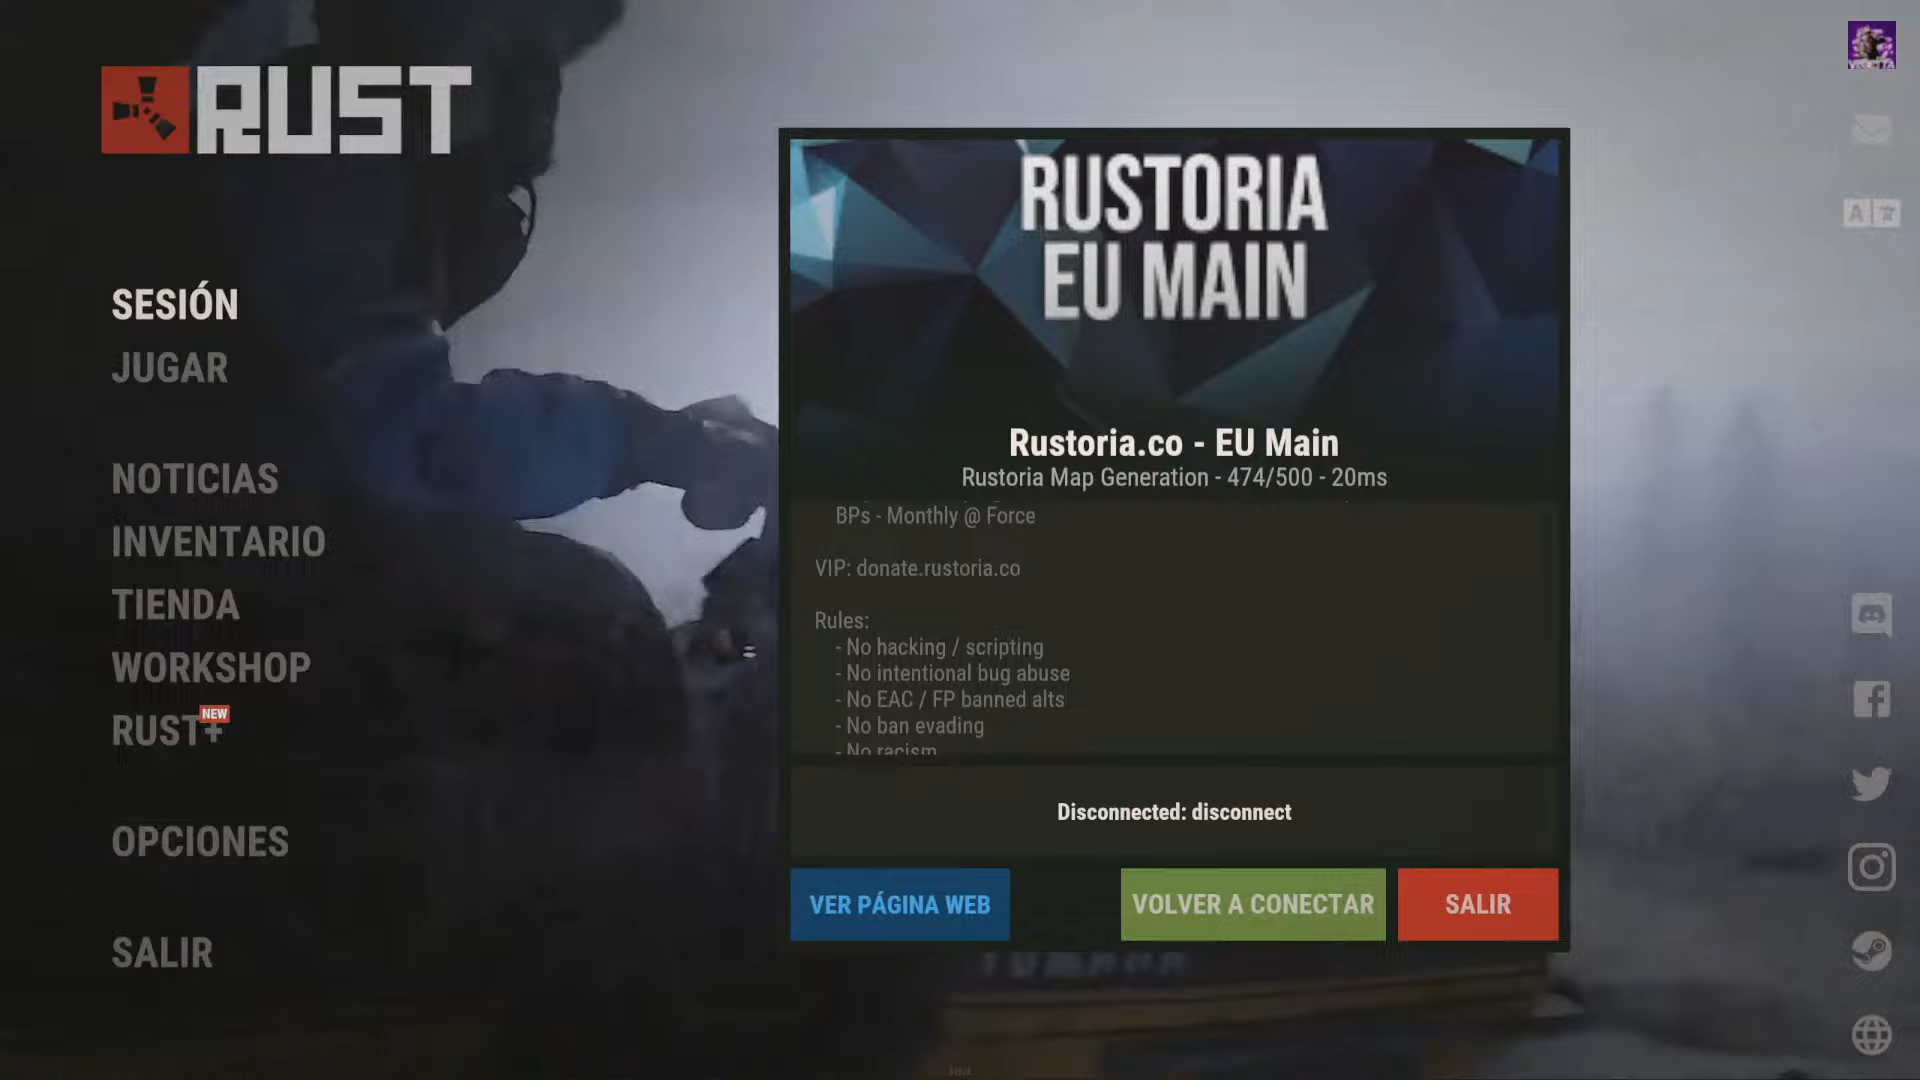 RUST
SESIÓN
JUGAR
NOTICIAS
INVENTARIO
TIENDA
WORKSHOP
RUST+
NEW
OPCIONES
SALIR
RUSTORIA
EU MAIN
Rustoria.co - EU Main
Rustoria Map Generation - 474/500 - 20ms
BPs - Monthly @ Force
VIP: donate.rustoria.co
Rules:
- No hacking / scripting
- No intentional bug abuse
- No EAC / FP banned alts
- No ban evading
- No racism
Disconnected: disconnect
VER PÁGINA WEB
VOLVER A CONECTAR
SALIR